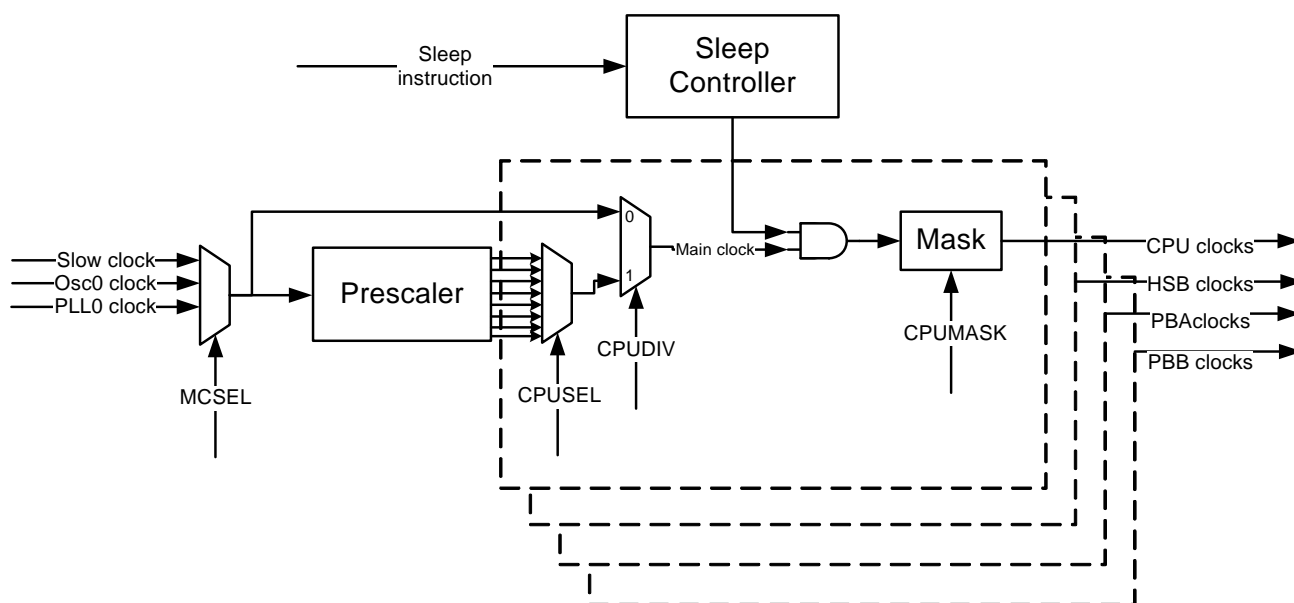 Sleep
Controller
Sleep
instruction
0
Slow clock
Osc0 clock
PLL0 clock
Prescaler
1
Main clock
Mask
CPU clocks
HSB clocks
PBAclocks
PBB clocks
MCSEL
CPUSEL
CPUDIV
CPUMASK